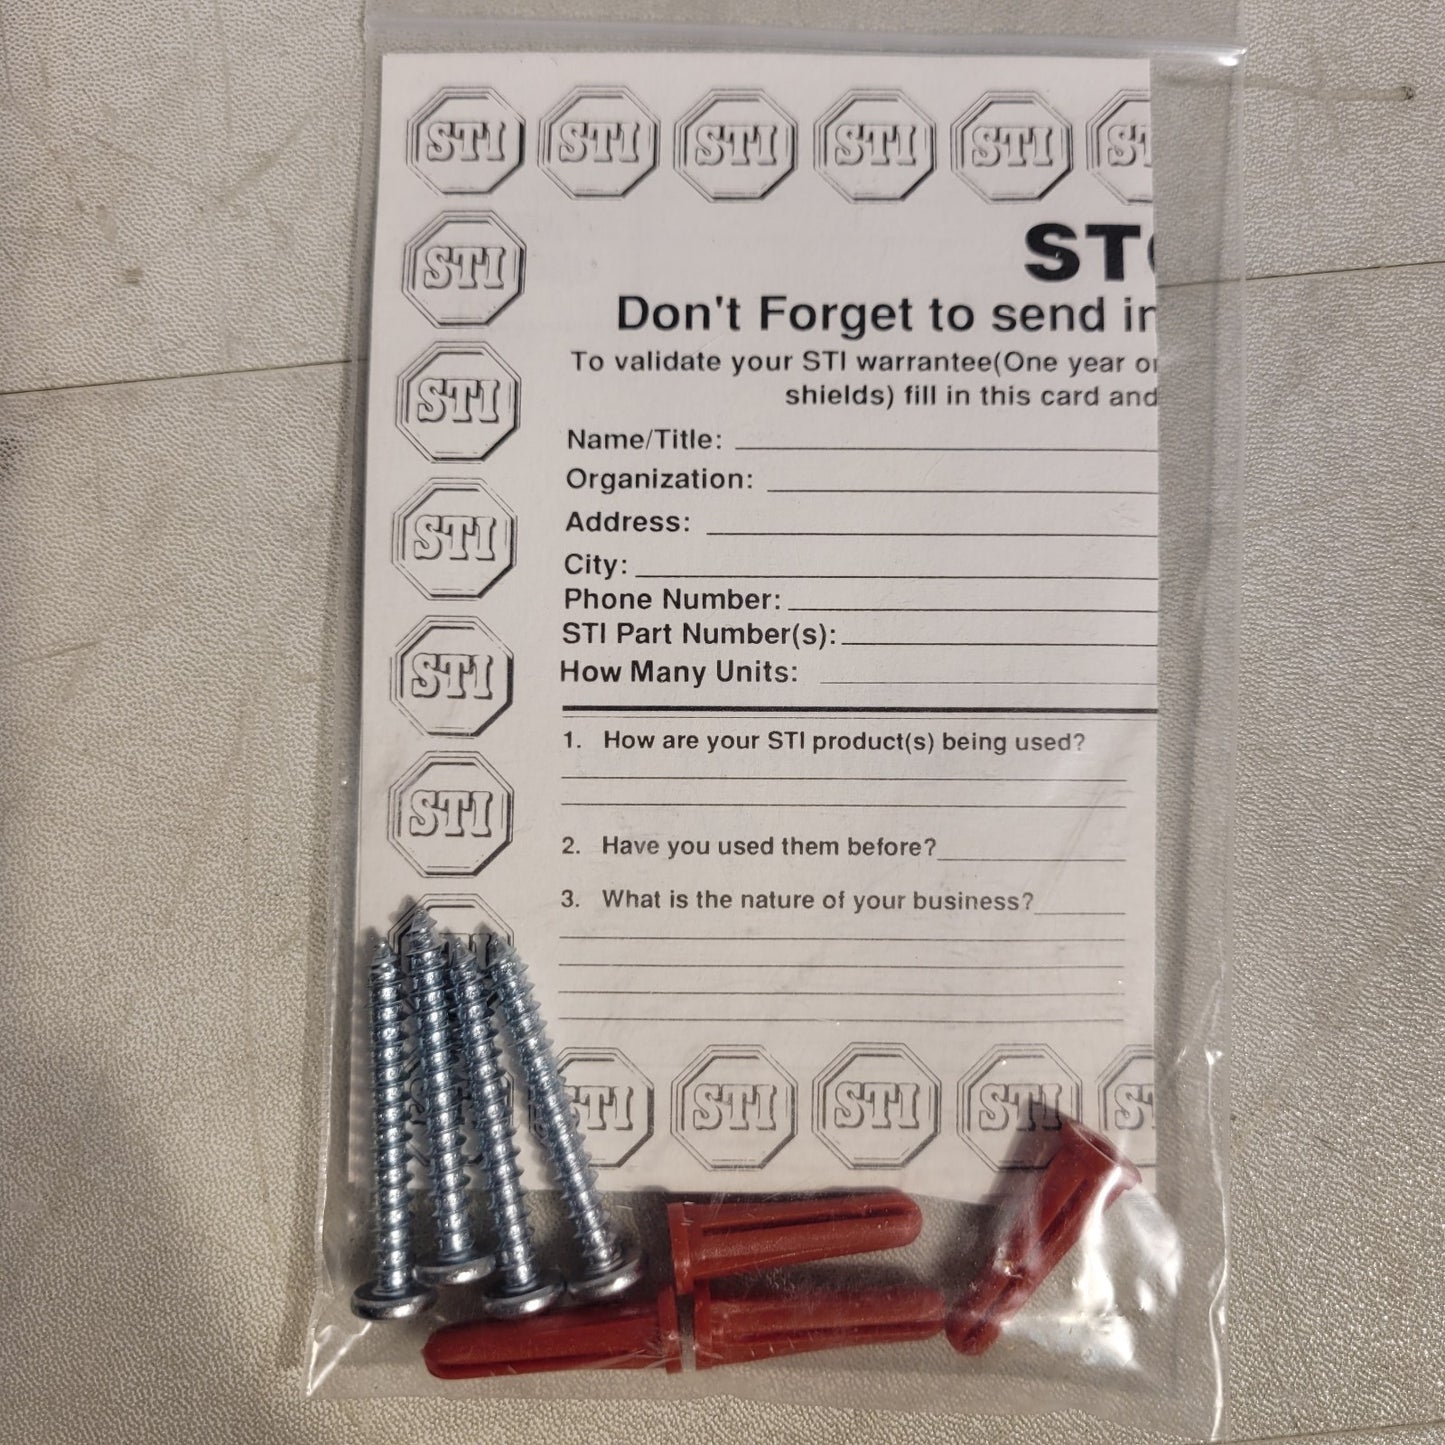 STI STI STI STI STI
STI
STI
STI
STI
STI
Don't Forget to send
To validate your STI warrantee(One year
shields) fill in this card and
Name/Title:
Organization:
Address:
City:
Phone Number:
STI Part Number(s):
How Many Units:
1. How are your STI product(s) being used?
2. Have you used them before?
3. What is the nature of your business?
STI STI STI STI